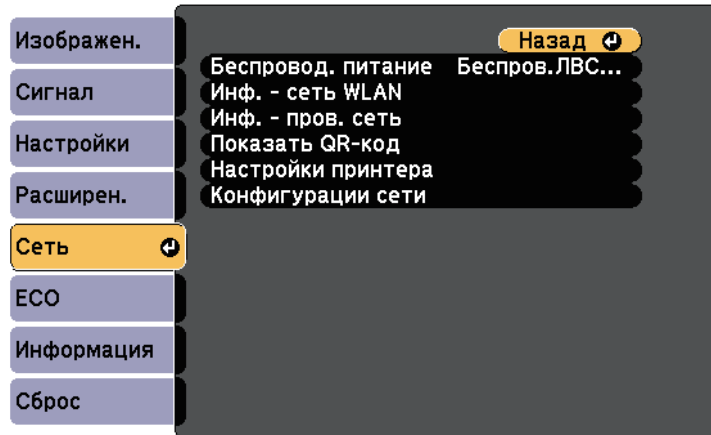 Изображен.
Сигнал
Настройки
Расширен.
Сеть
ECO
Информация
Сброс
Назад
Беспровод. питание Беспров.ЛВС...
Инф. - сеть WLAN
Инф. - пров. сеть
Показать QR-код
Настройки принтера
Конфигурации сети